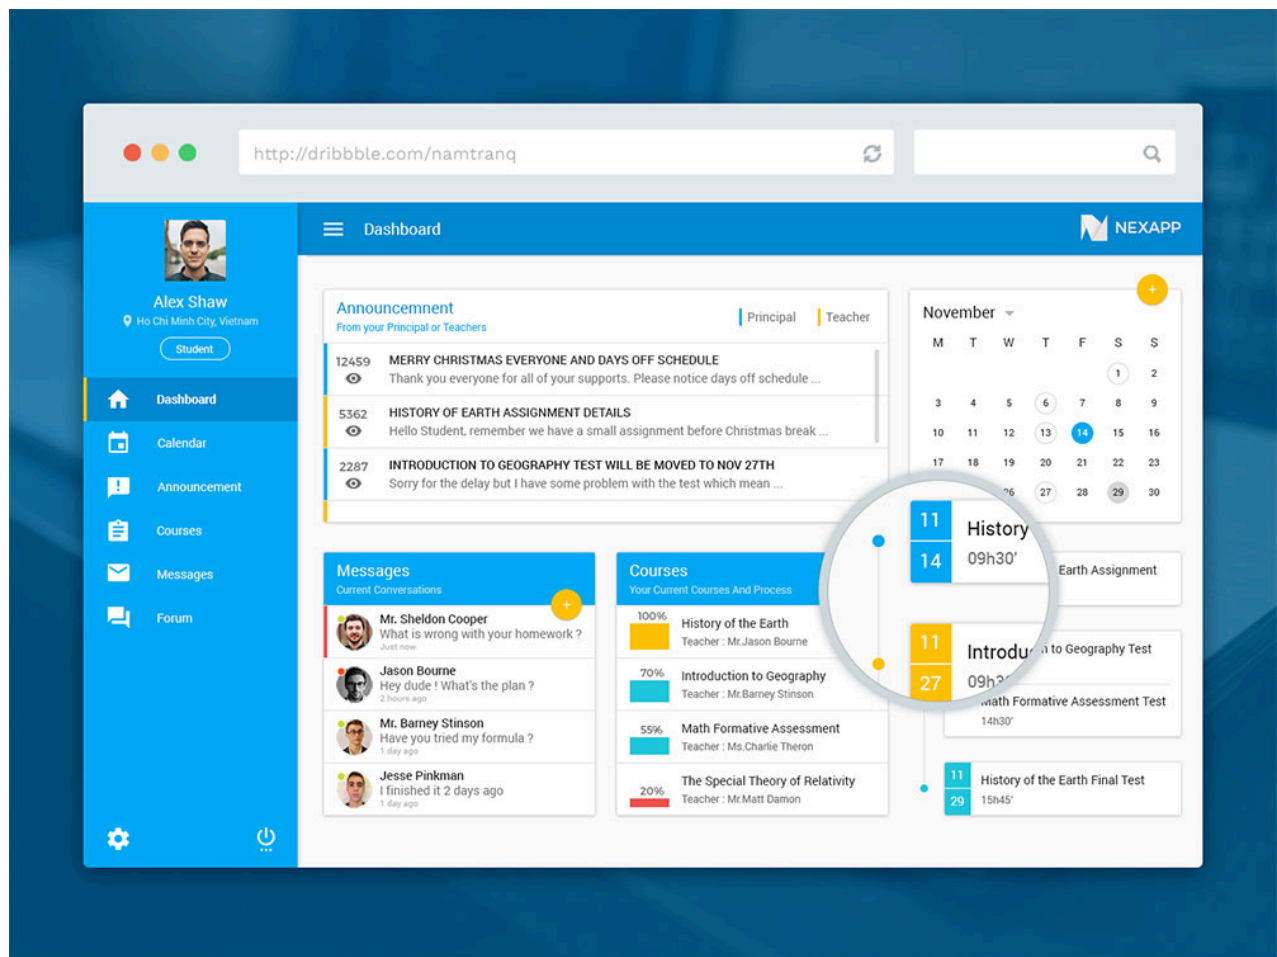 http://dribbble.com/namtranq
Alex Shaw
Ho Chi Minh City, Vietnam
Student
Dashboard
Calendar
Announcement
Courses
Messages
Forum
Dashboard
NEXAPP
Announcemnent
From your Principal or Teachers
Principal
Teacher
12459
MERRY CHRISTMAS EVERYONE AND DAYS OFF SCHEDULE
Thank you everyone for all of your supports. Please notice days off schedule ...
5362
HISTORY OF EARTH ASSIGNMENT DETAILS
Hello Student, remember we have a small assignment before Christmas break ...
2287
INTRODUCTION TO GEOGRAPHY TEST WILL BE MOVED TO NOV 27TH
Sorry for the delay but I have some problem with the test which mean ...
+
November
M T W T F S S
1 2
3 4 5 6 7 8 9
10 11 12 13 14 15 16
17 18 19 20 21 22 23
26 27 28 29 30
Messages
Current Conversations
+
Mr. Sheldon Cooper
What is wrong with your homework ?
Just now
Jason Bourne
Hey dude ! What's the plan ?
2 hours ago
Mr. Barney Stinson
Have you tried my formula ?
1 day ago
Jesse Pinkman
I finished it 2 days ago
1 day ago
Courses
Your Current Courses And Process
100%
History of the Earth
Teacher : Mr.Jason Bourne
70%
Introduction to Geography
Teacher : Mr.Barney Stinson
55%
Math Formative Assessment
Teacher : Ms.Charlie Theron
20%
The Special Theory of Relativity
Teacher : Mr.Matt Damon
11
14
History
Earth Assignment
09h30'
11
27
Introdu
to Geography Test
09h30'
Math Formative Assessment Test
14h30'
11
29
History of the Earth Final Test
15h45'